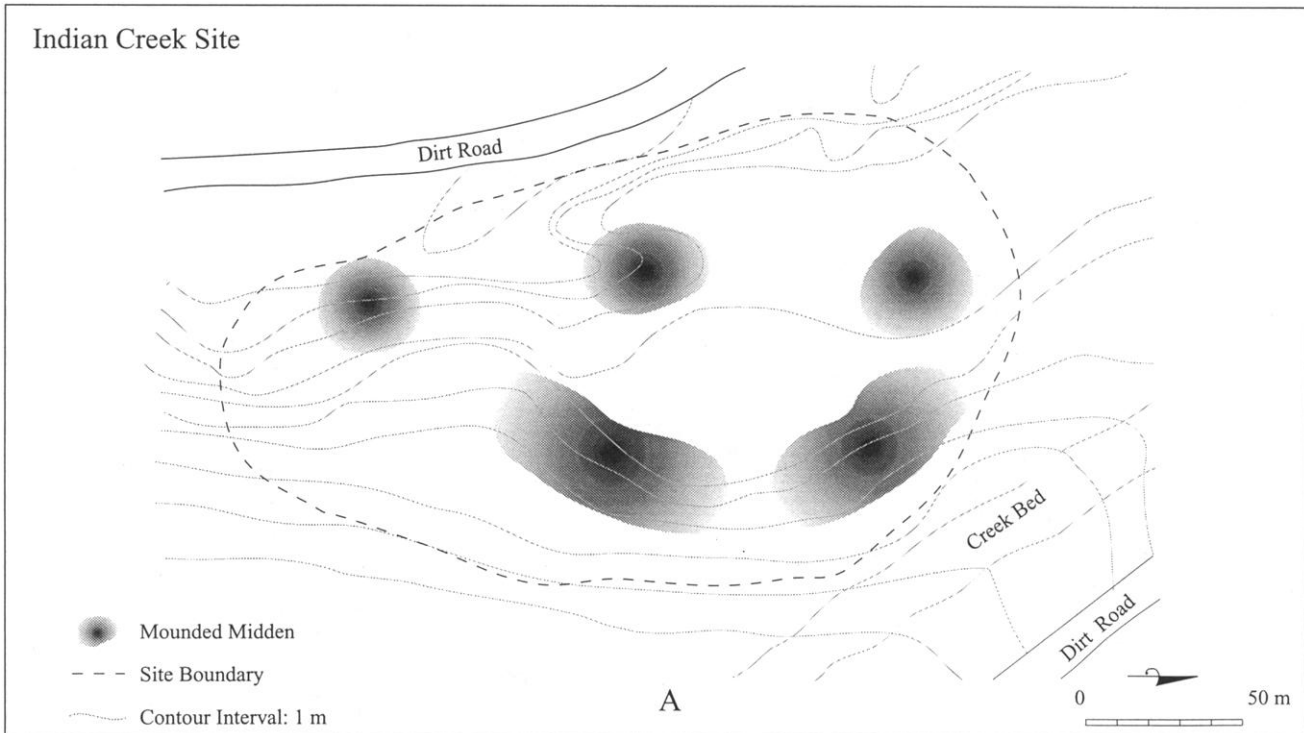 Indian Creek Site
Dirt Road
Creek Bed
Dirt Road
Mounded Midden
Site Boundary
Contour Interval: 1 m
A
0 50 m